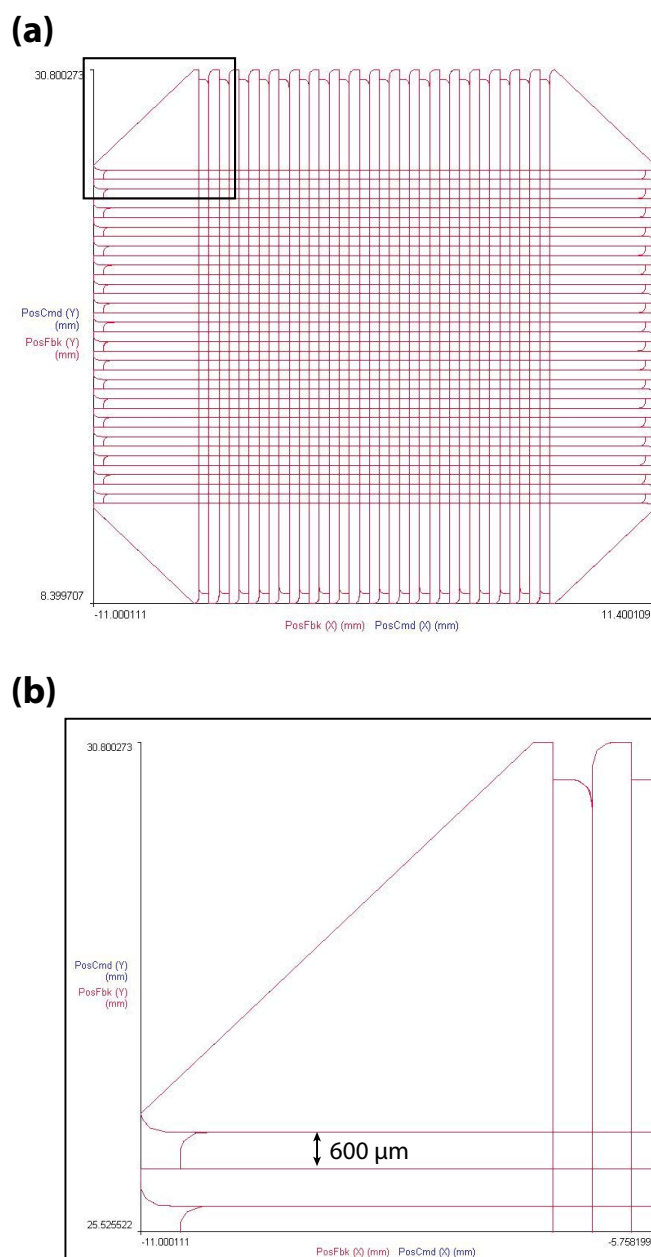 (a)
30.800273
PosCmd (Y)
(mm)
PosFbk (Y)
(mm)
8.399707
-11.000111
11.400109
PosFbk (X) (mm) PosCmd (X) (mm)
(b)
30.800273
PosCmd (Y)
(mm)
PosFbk (Y)
(mm)
600 µm
25.525522
-11.000111
-5.758199
PosFbk (X) (mm) PosCmd (X) (mm)